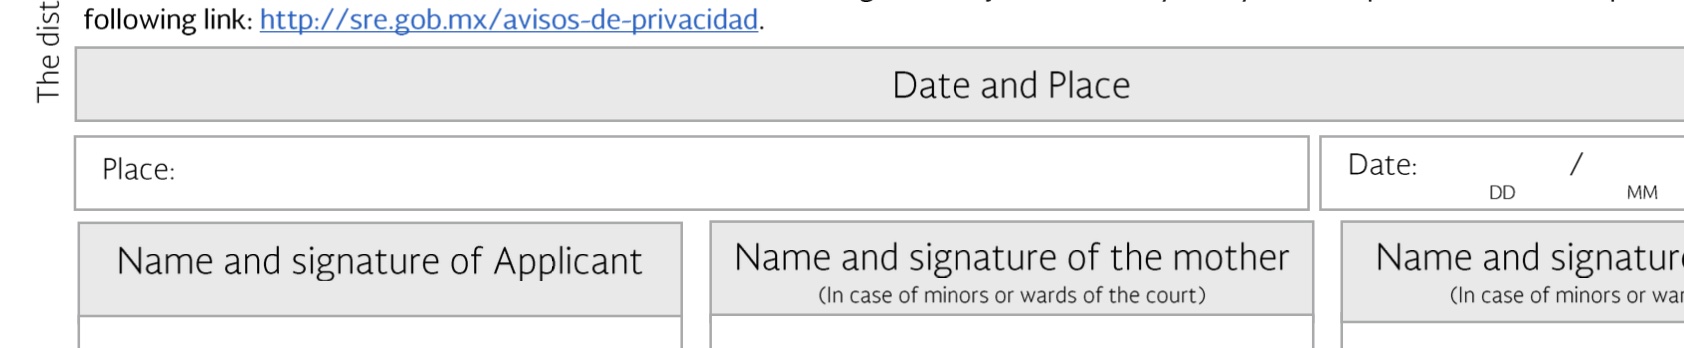 following link: http://sre.gob.mx/avisos-de-privacidad.
The dist
Date and Place
Place:
Date: /
DD MM
Name and signature of Applicant
Name and signature of the mother
(In case of minors or wards of the court)
Name and signatur
(In case of minors or war